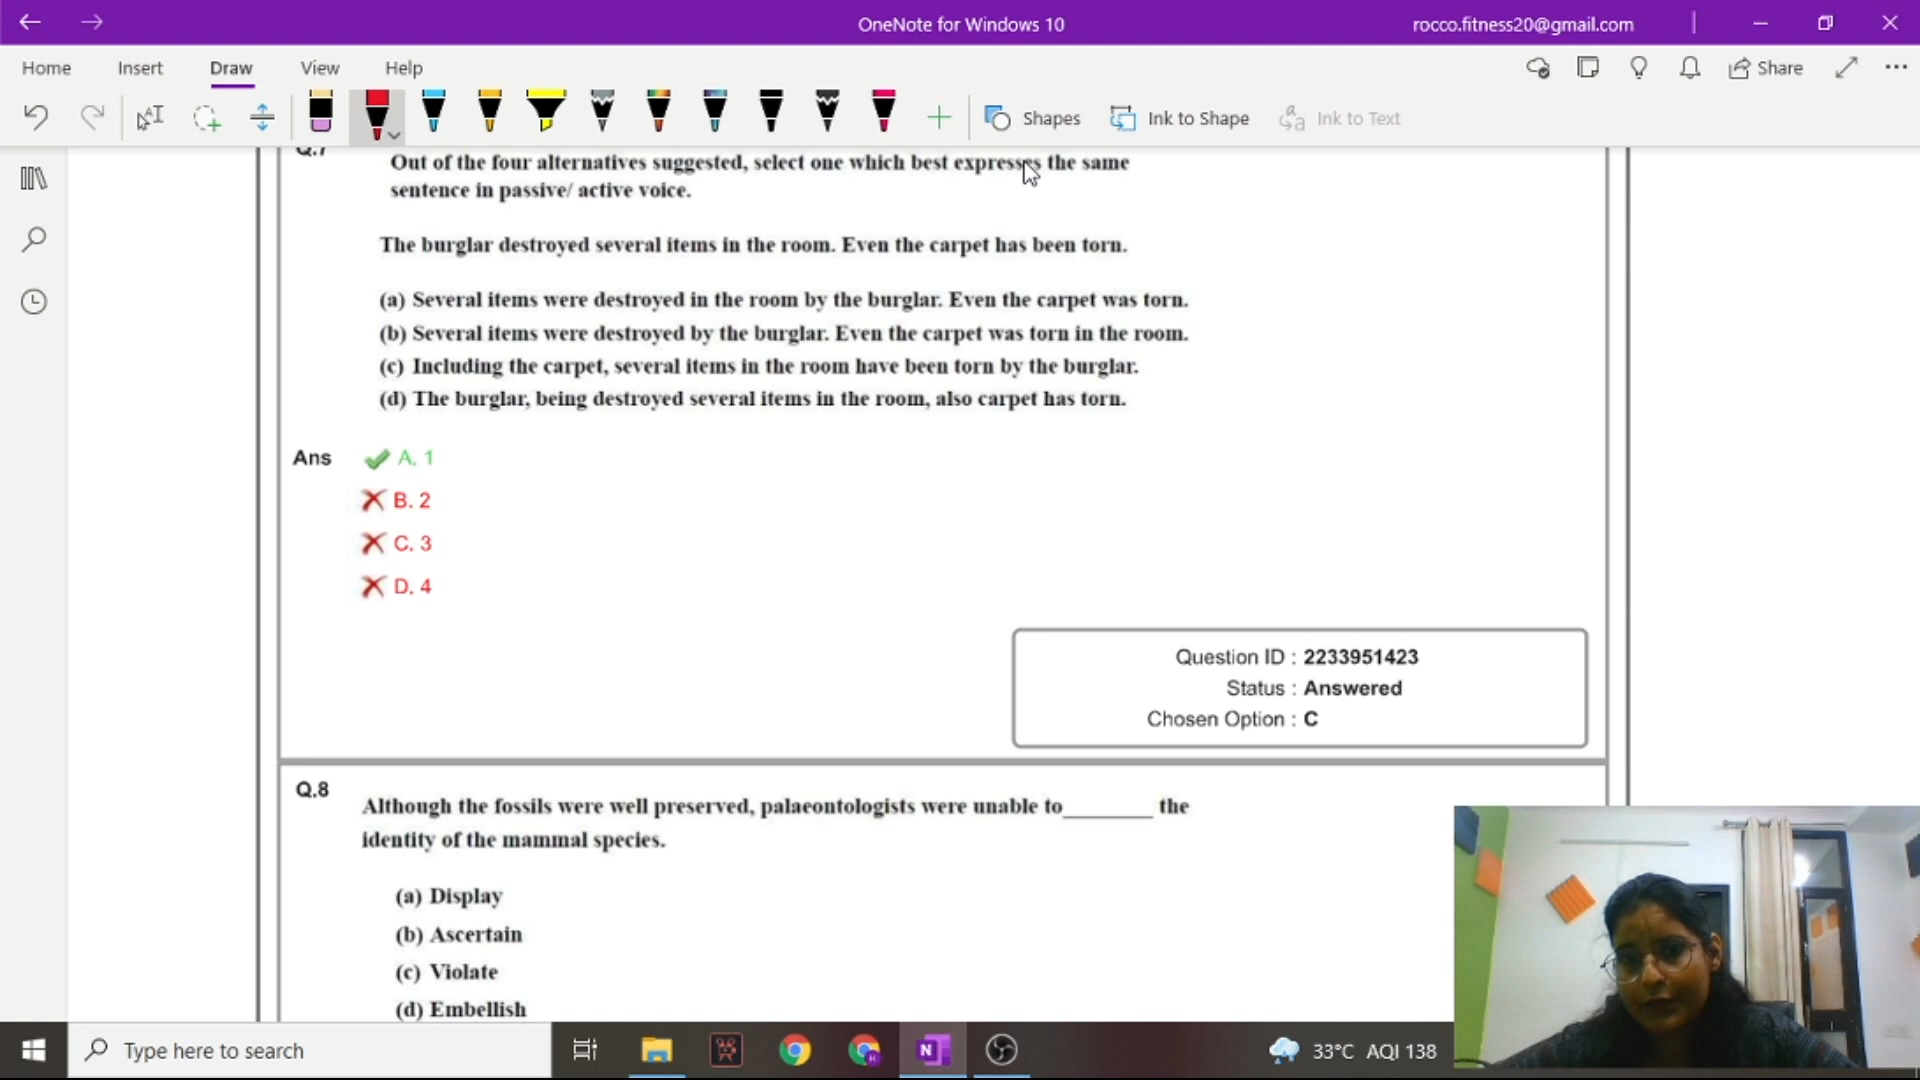 OneNote for Windows 10
rocco.fitness20@gmail.com
Home Insert Draw View Help
Share
Shapes Ink to Shape Ink to Text
Q.7
Out of the four alternatives suggested, select one which best expresses the same
sentence in passive/ active voice.
The burglar destroyed several items in the room. Even the carpet has been torn.
(a) Several items were destroyed in the room by the burglar. Even the carpet was torn.
(b) Several items were destroyed by the burglar. Even the carpet was torn in the room.
(c) Including the carpet, several items in the room have been torn by the burglar.
(d) The burglar, being destroyed several items in the room, also carpet has torn.
Ans
A. 1
B. 2
C. 3
D. 4
Question ID : 2233951423
Status : Answered
Chosen Option : C
Q.8
Although the fossils were well preserved, palaeontologists were unable to________ the
identity of the mammal species.
(a) Display
(b) Ascertain
(c) Violate
(d) Embellish
Type here to search
33°C AQI 138